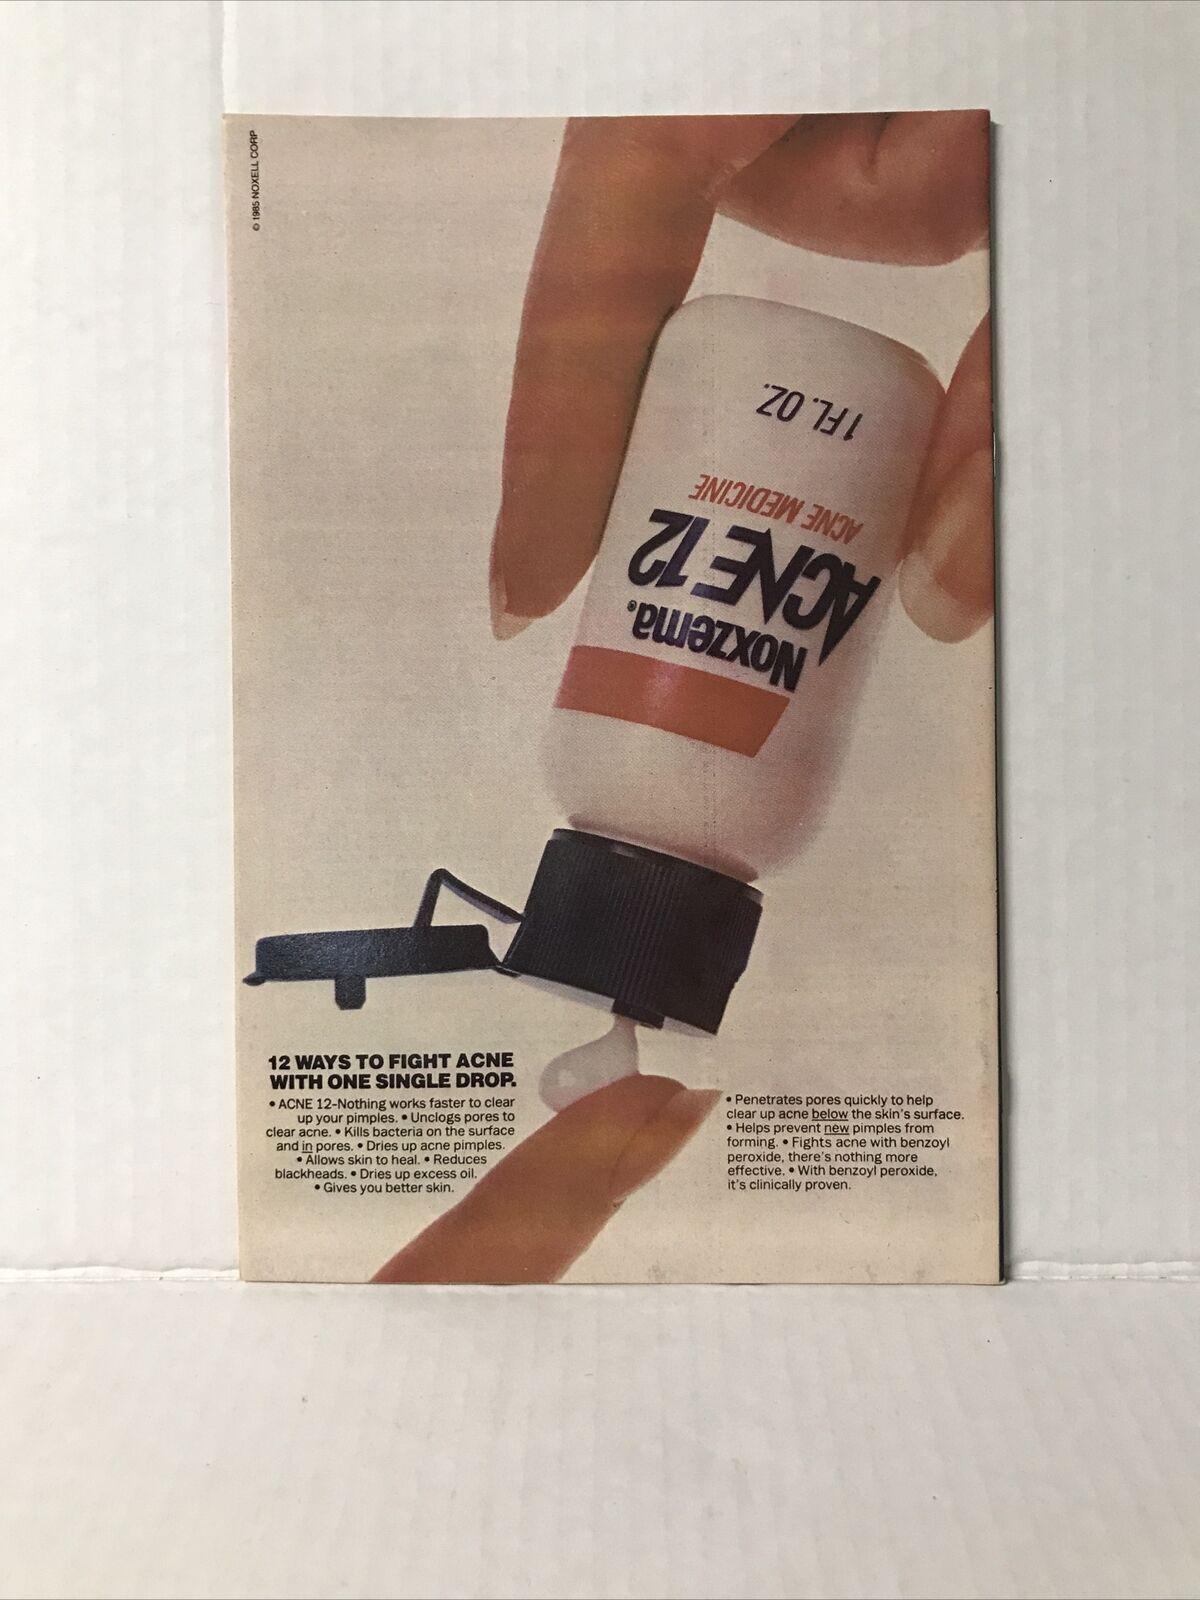 © 1985 NOXELL CORP
1 FL. OZ.
ACNE MEDICINE
ACNE 12
Noxzema®
12 WAYS TO FIGHT ACNE
WITH ONE SINGLE DROP.
• ACNE 12–Nothing works faster to clear
up your pimples. • Unclogs pores to
clear acne. • Kills bacteria on the surface
and in pores. • Dries up acne pimples.
• Allows skin to heal. • Reduces
blackheads. • Dries up excess oil.
• Gives you better skin.
• Penetrates pores quickly to help
clear up acne below the skin's surface.
• Helps prevent new pimples from
forming. • Fights acne with benzoyl
peroxide, there's nothing more
effective. • With benzoyl peroxide,
it's clinically proven.